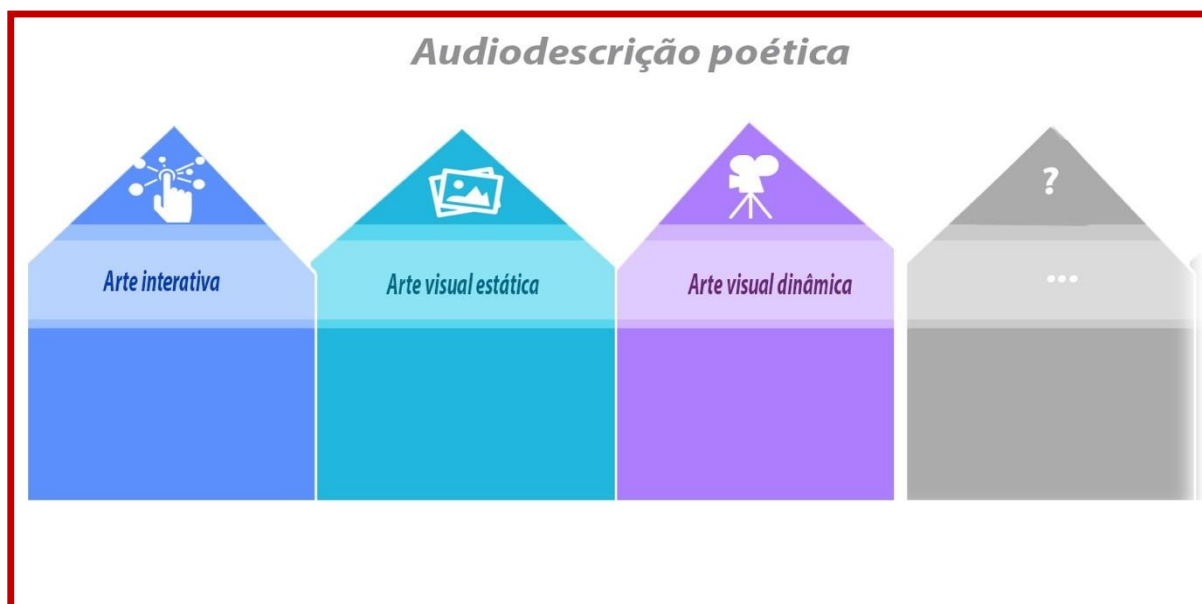 Audiodescrição poética
?
Arte interativa
Arte visual estática
Arte visual dinâmica
...